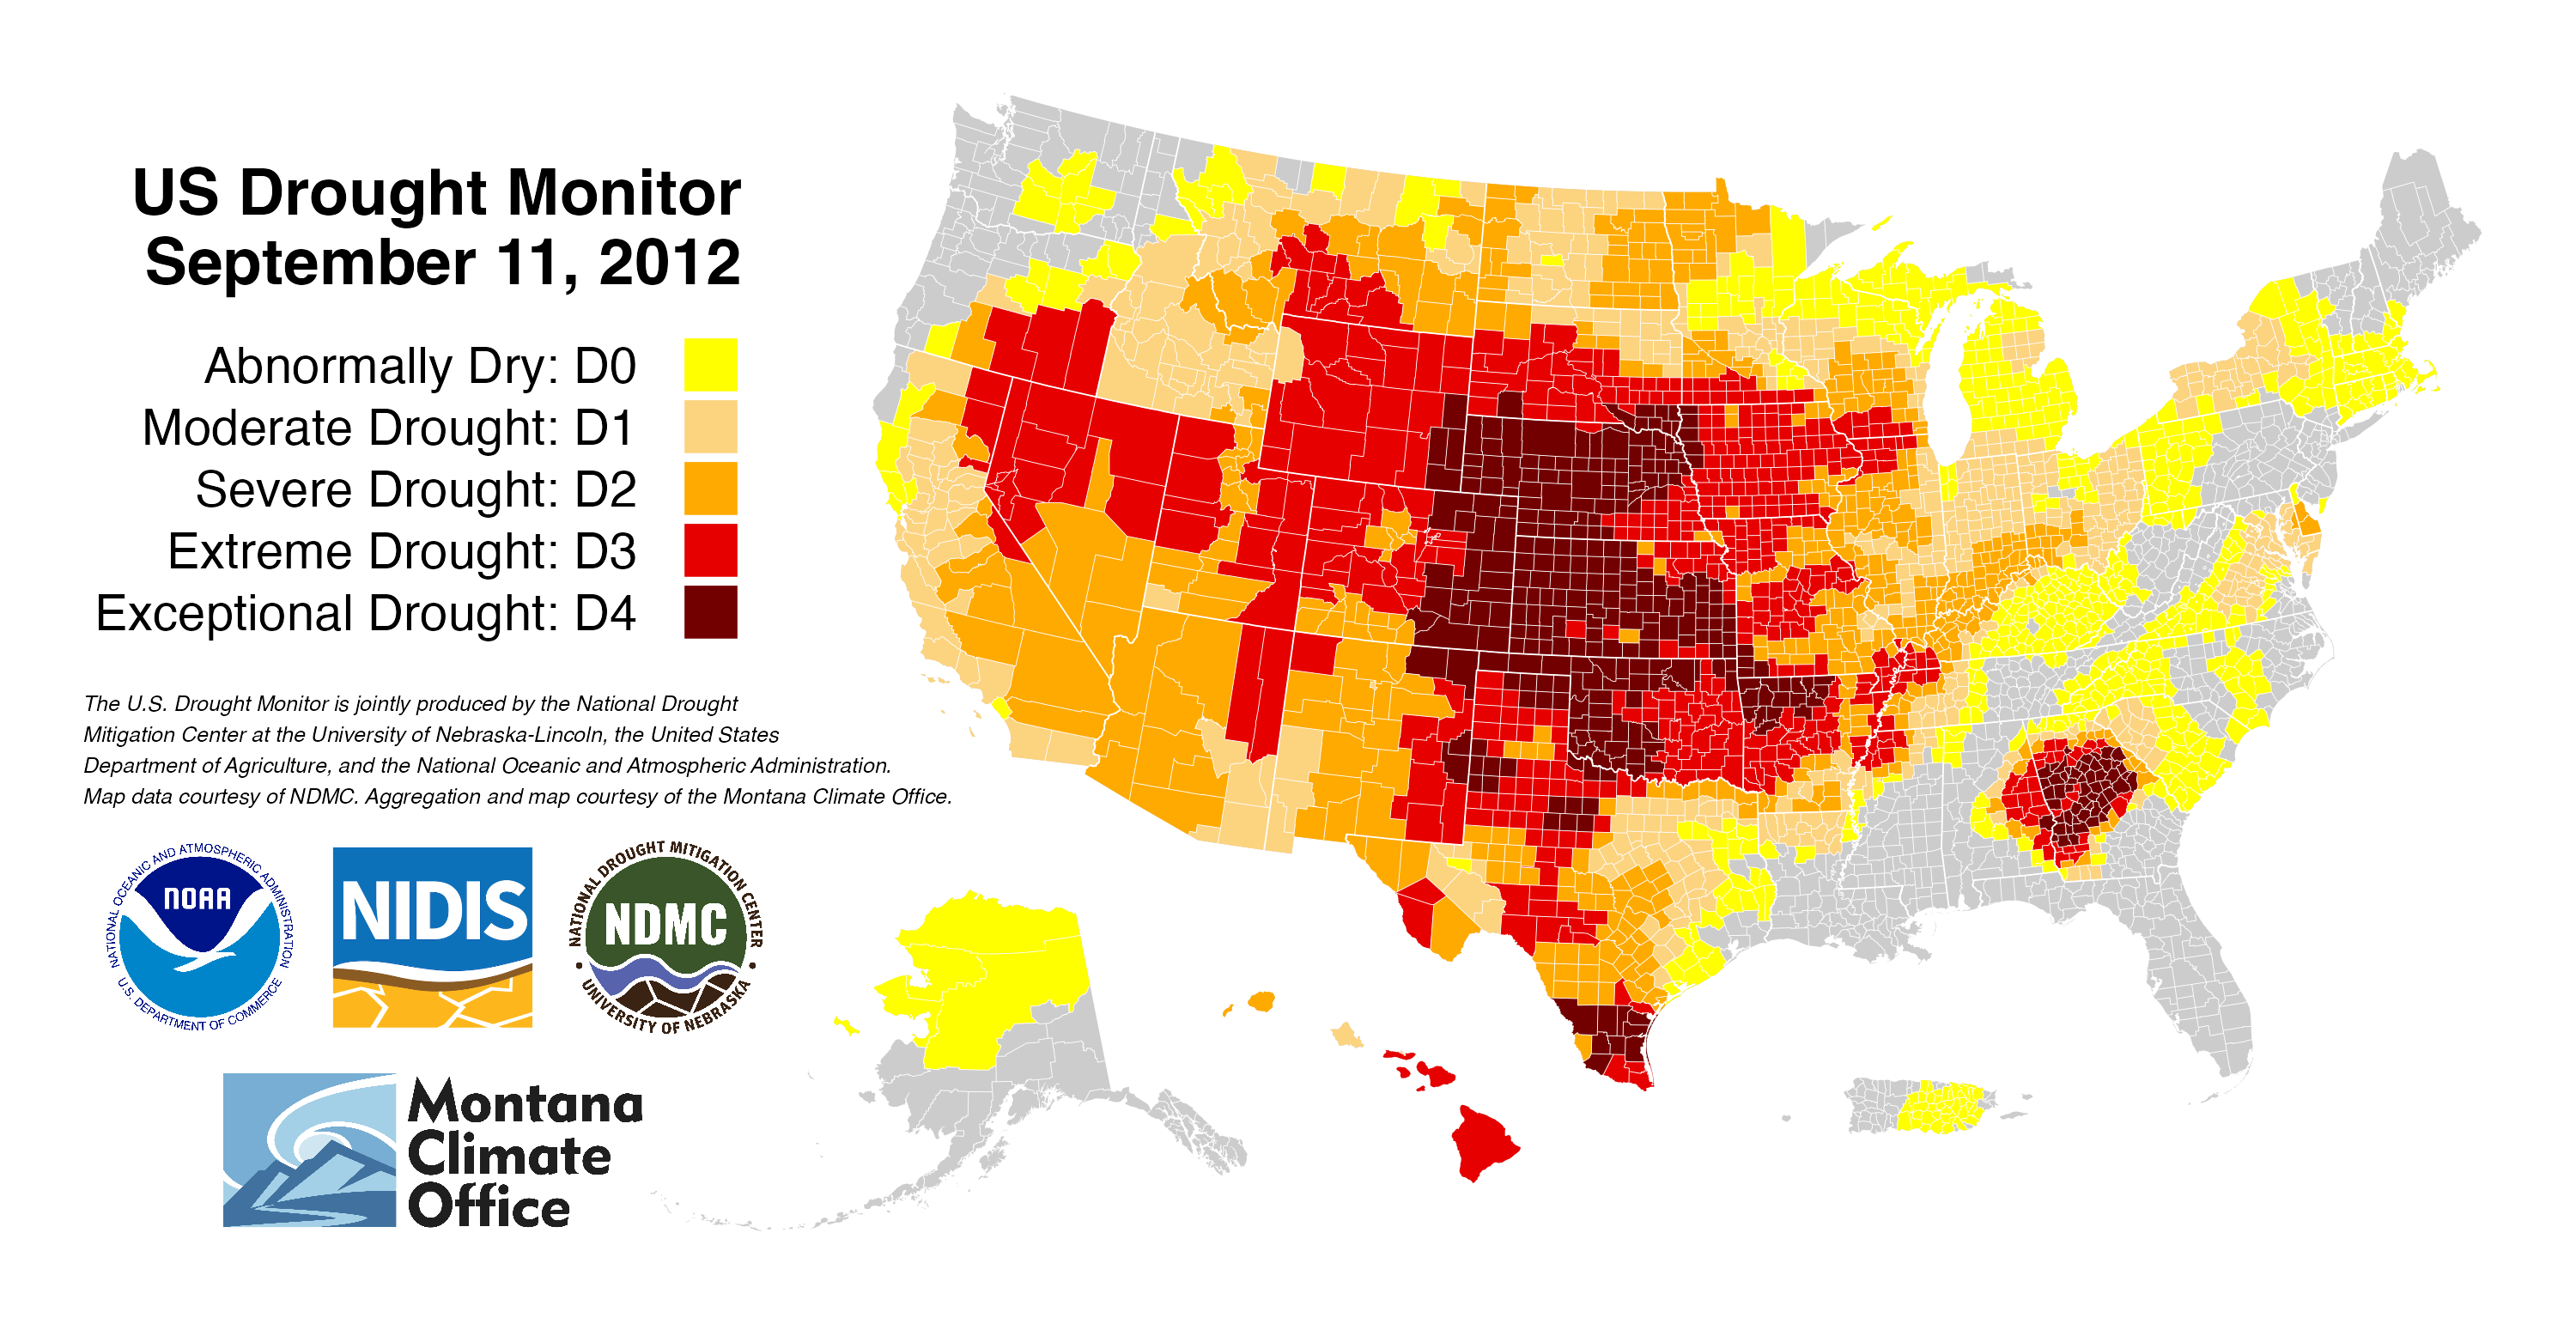 US Drought Monitor
September 11, 2012
Abnormally Dry: D0
Moderate Drought: D1
Severe Drought: D2
Extreme Drought: D3
Exceptional Drought: D4
The U.S. Drought Monitor is jointly produced by the National Drought
Mitigation Center at the University of Nebraska-Lincoln, the United States
Department of Agriculture, and the National Oceanic and Atmospheric Administration.
Map data courtesy of NDMC. Aggregation and map courtesy of the Montana Climate Office.
NATIONAL OCEANIC AND ATMOSPHERIC ADMINISTRATION
NOAA
U.S. DEPARTMENT OF COMMERCE
NIDIS
NATIONAL DROUGHT MITIGATION CENTER
NDMC
UNIVERSITY OF NEBRASKA
Montana
Climate
Office